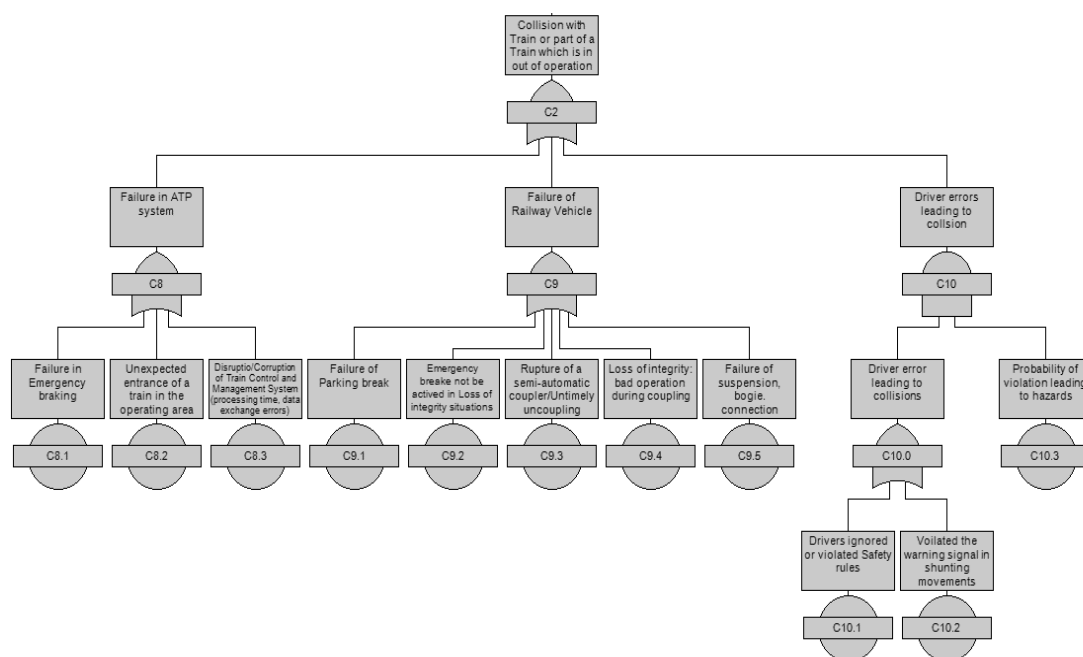 Collision with
Train or part of a
Train which is in
out of operation
C2
Failure in ATP
system
Failure of
Railway Vehicle
Driver errors
leading to
collsion
C8
C9
C10
Failure in
Emergency
braking
Unexpected
entrance of a
train in the
operating area
Disruptio/Corruption
of Train Control and
Management System
(processing time, data
exchange errors)
Failure of
Parking break
Emergency
breake not be
actived in Loss of
integrity situations
Rupture of a
semi-automatic
coupler/Untimely
uncoupling
Loss of integrity:
bad operation
during coupling
Failure of
suspension,
bogie.
connection
Driver error
leading to
collisions
Probability of
violation leading
to hazards
C8.1
C8.2
C8.3
C9.1
C9.2
C9.3
C9.4
C9.5
C10.0
C10.3
Drivers ignored
or violated Safety
rules
Voilated the
warning signal in
shunting
movements
C10.1
C10.2